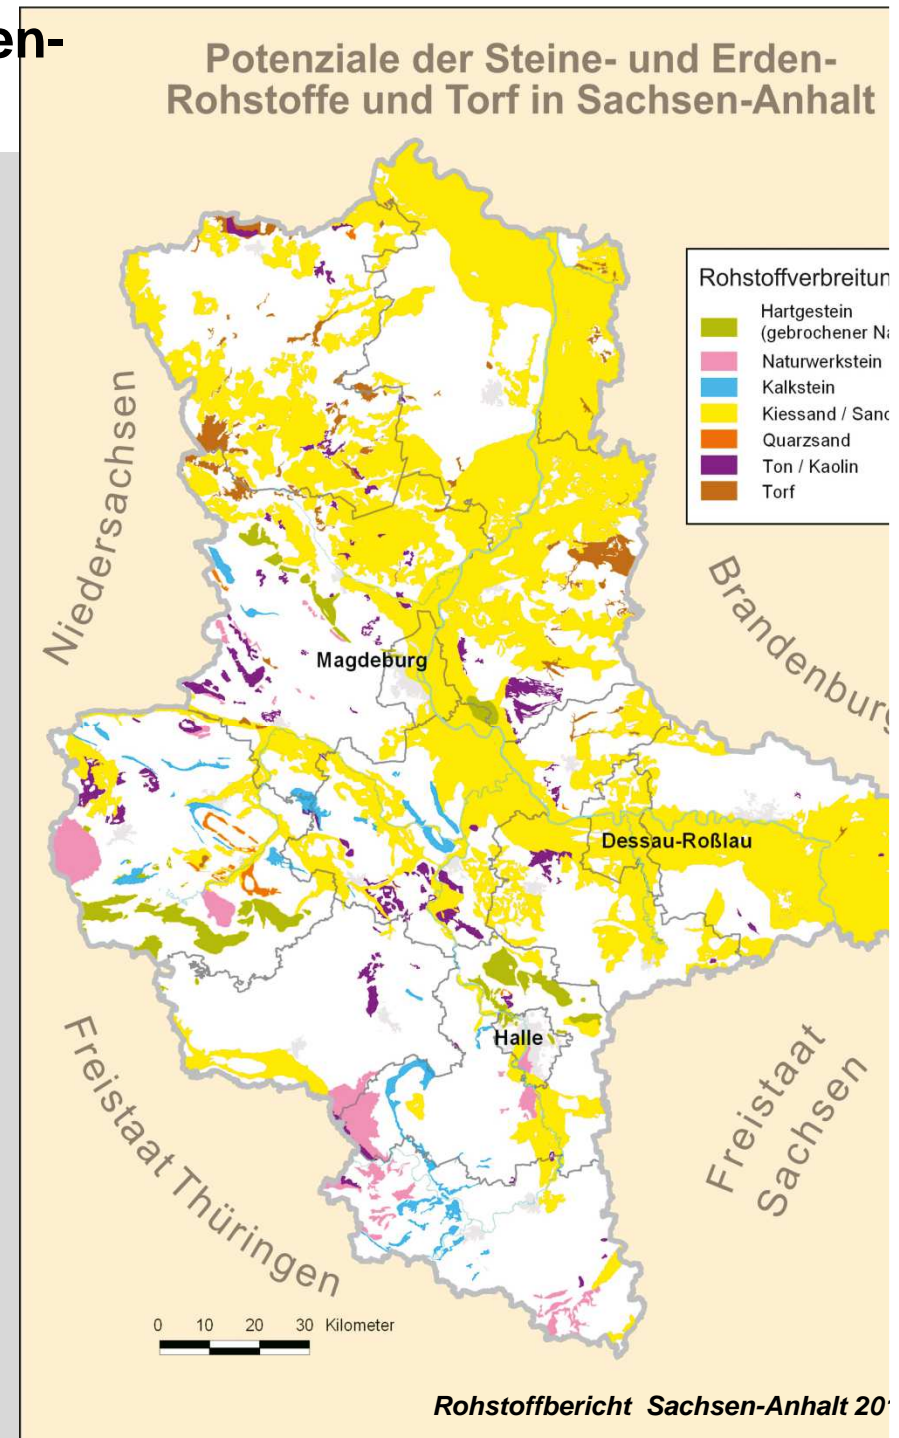 en-
Potenziale der Steine- und Erden-
Rohstoffe und Torf in Sachsen-Anhalt
Rohstoffverbreitun
Hartgestein
(gebrochener Na
Naturwerkstein
Kalkstein
Kiessand / Sand
Quarzsand
Ton / Kaolin
Torf
Niedersachsen
Brandenburg
Magdeburg
Dessau-Roßlau
Halle
Freistaat Thüringen
Freistaat
Sachsen
0 10 20 30 Kilometer
Rohstoffbericht Sachsen-Anhalt 201